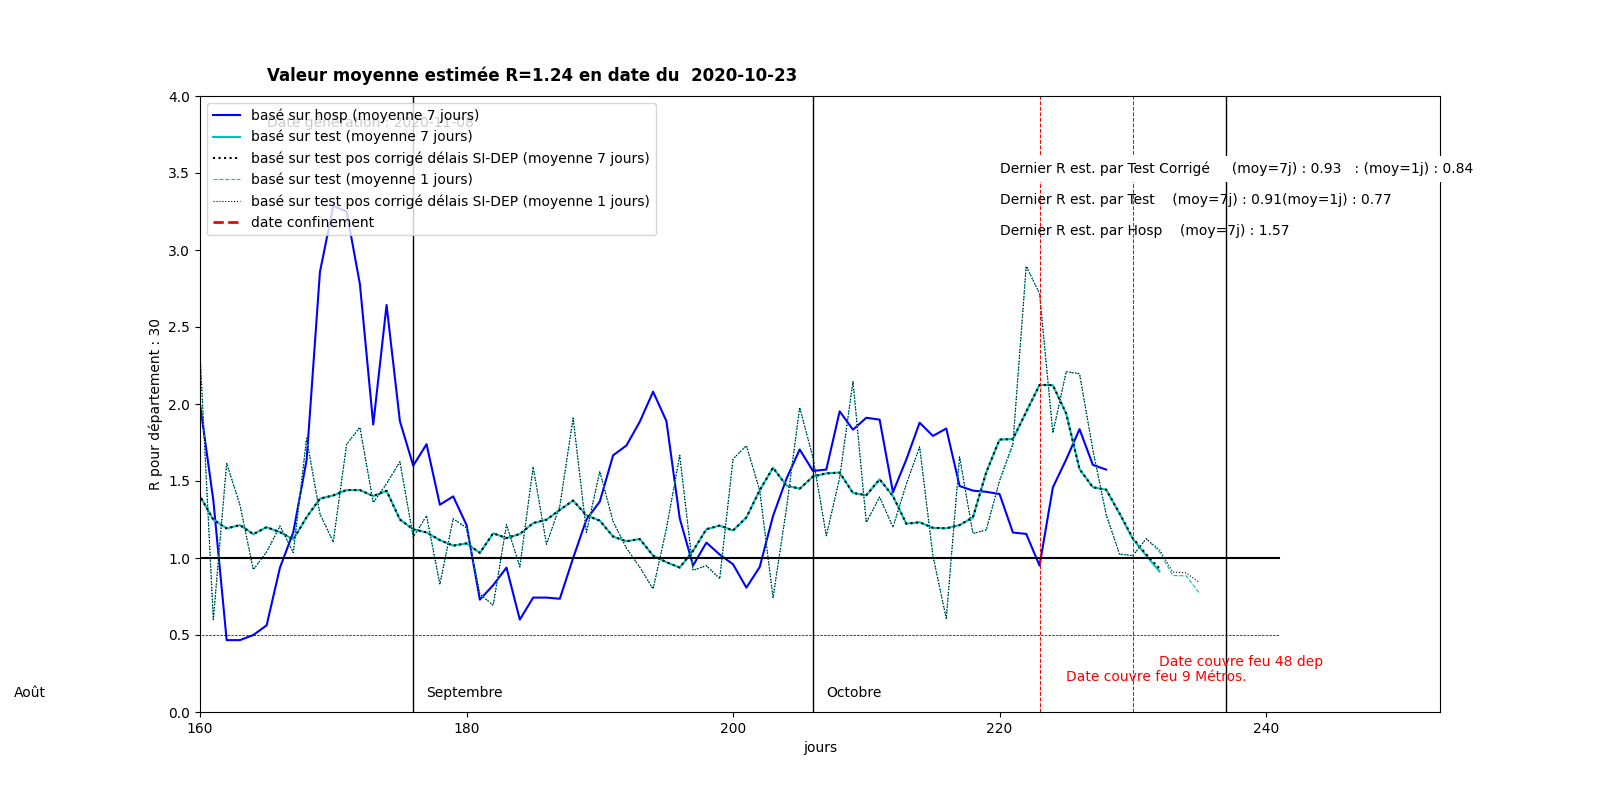 Valeur moyenne estimée R=1.24 en date du  2020-10-23
Date génération : 2020-11-08
basé sur hosp (moyenne 7 jours)
basé sur test (moyenne 7 jours)
basé sur test pos corrigé délais SI-DEP (moyenne 7 jours)
basé sur test (moyenne 1 jours)
basé sur test pos corrigé délais SI-DEP (moyenne 1 jours)
date confinement
Dernier R est. par Test Corrigé     (moy=7j) : 0.93   : (moy=1j) : 0.84
Dernier R est. par Test    (moy=7j) : 0.91(moy=1j) : 0.77
Dernier R est. par Hosp    (moy=7j) : 1.57
4.0
3.5
3.0
2.5
2.0
1.5
1.0
0.5
0.0
R pour département : 30
Date couvre feu 48 dep
Date couvre feu 9 Métros.
Août
Septembre
Octobre
160
180
200
220
240
jours